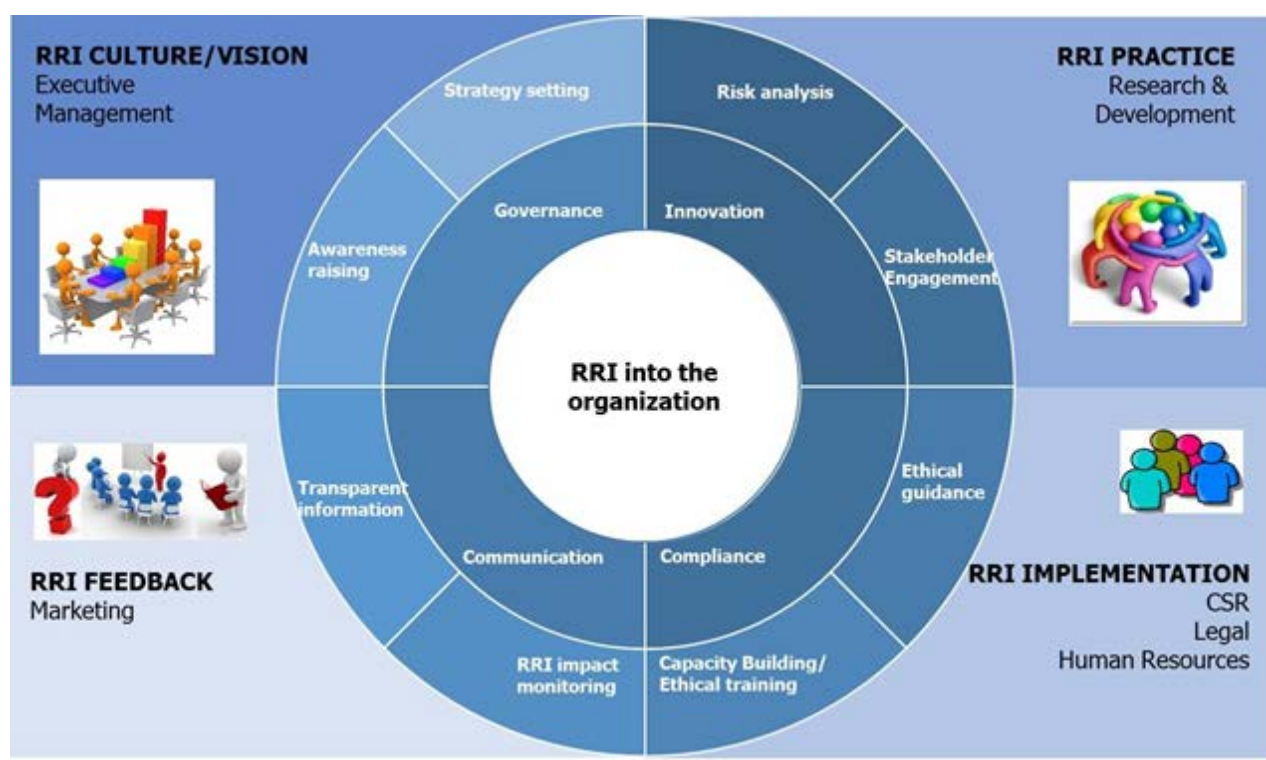 RRI CULTURE/VISION
Executive
Management
RRI PRACTICE
Research &
Development
Strategy setting
Risk analysis
Governance
Innovation
Awareness
raising
Stakeholder
Engagement
RRI into the
organization
Transparent
information
Ethical
guidance
Communication
Compliance
RRI impact
monitoring
Capacity Building/
Ethical training
RRI FEEDBACK
Marketing
RRI IMPLEMENTATION
CSR
Legal
Human Resources